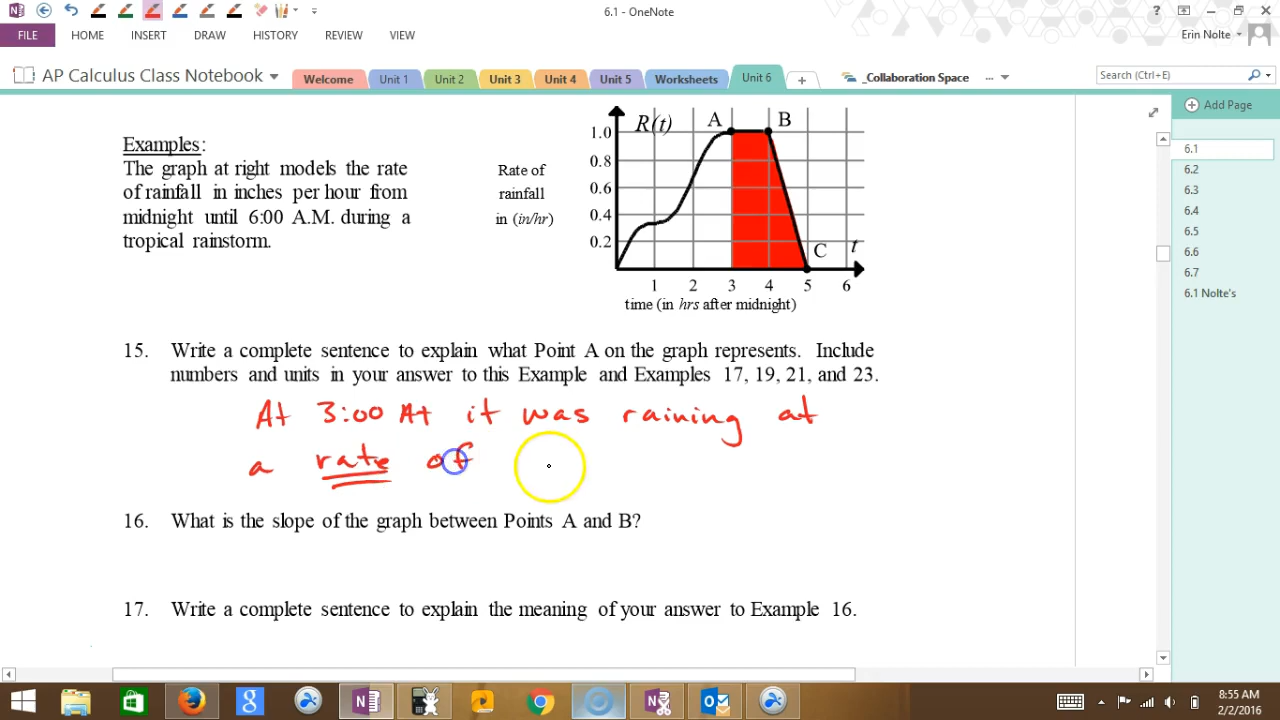 6.1 - OneNote
?
FILE
HOME
INSERT
DRAW
HISTORY
REVIEW
VIEW
Erin Nolte
AP Calculus Class Notebook
Welcome
Unit 1
Unit 2
Unit 3
Unit 4
Unit 5
Worksheets
Unit 6
+
_Collaboration Space
...
Search (Ctrl+E)
Add Page
6.1
6.2
6.3
6.4
6.5
6.6
6.7
6.1 Nolte's
Examples:
The graph at right models the rate
of rainfall in inches per hour from
midnight until 6:00 A.M. during a
tropical rainstorm.
Rate of
rainfall
in (in/hr)
R(t)
A
B
C
t
1.0
0.8
0.6
0.4
0.2
1 2 3 4 5 6
time (in hrs after midnight)
15. Write a complete sentence to explain what Point A on the graph represents. Include
numbers and units in your answer to this Example and Examples 17, 19, 21, and 23.
At 3:00 At it was raining at
a rate of
16. What is the slope of the graph between Points A and B?
17. Write a complete sentence to explain the meaning of your answer to Example 16.
8:55 AM
2/2/2016